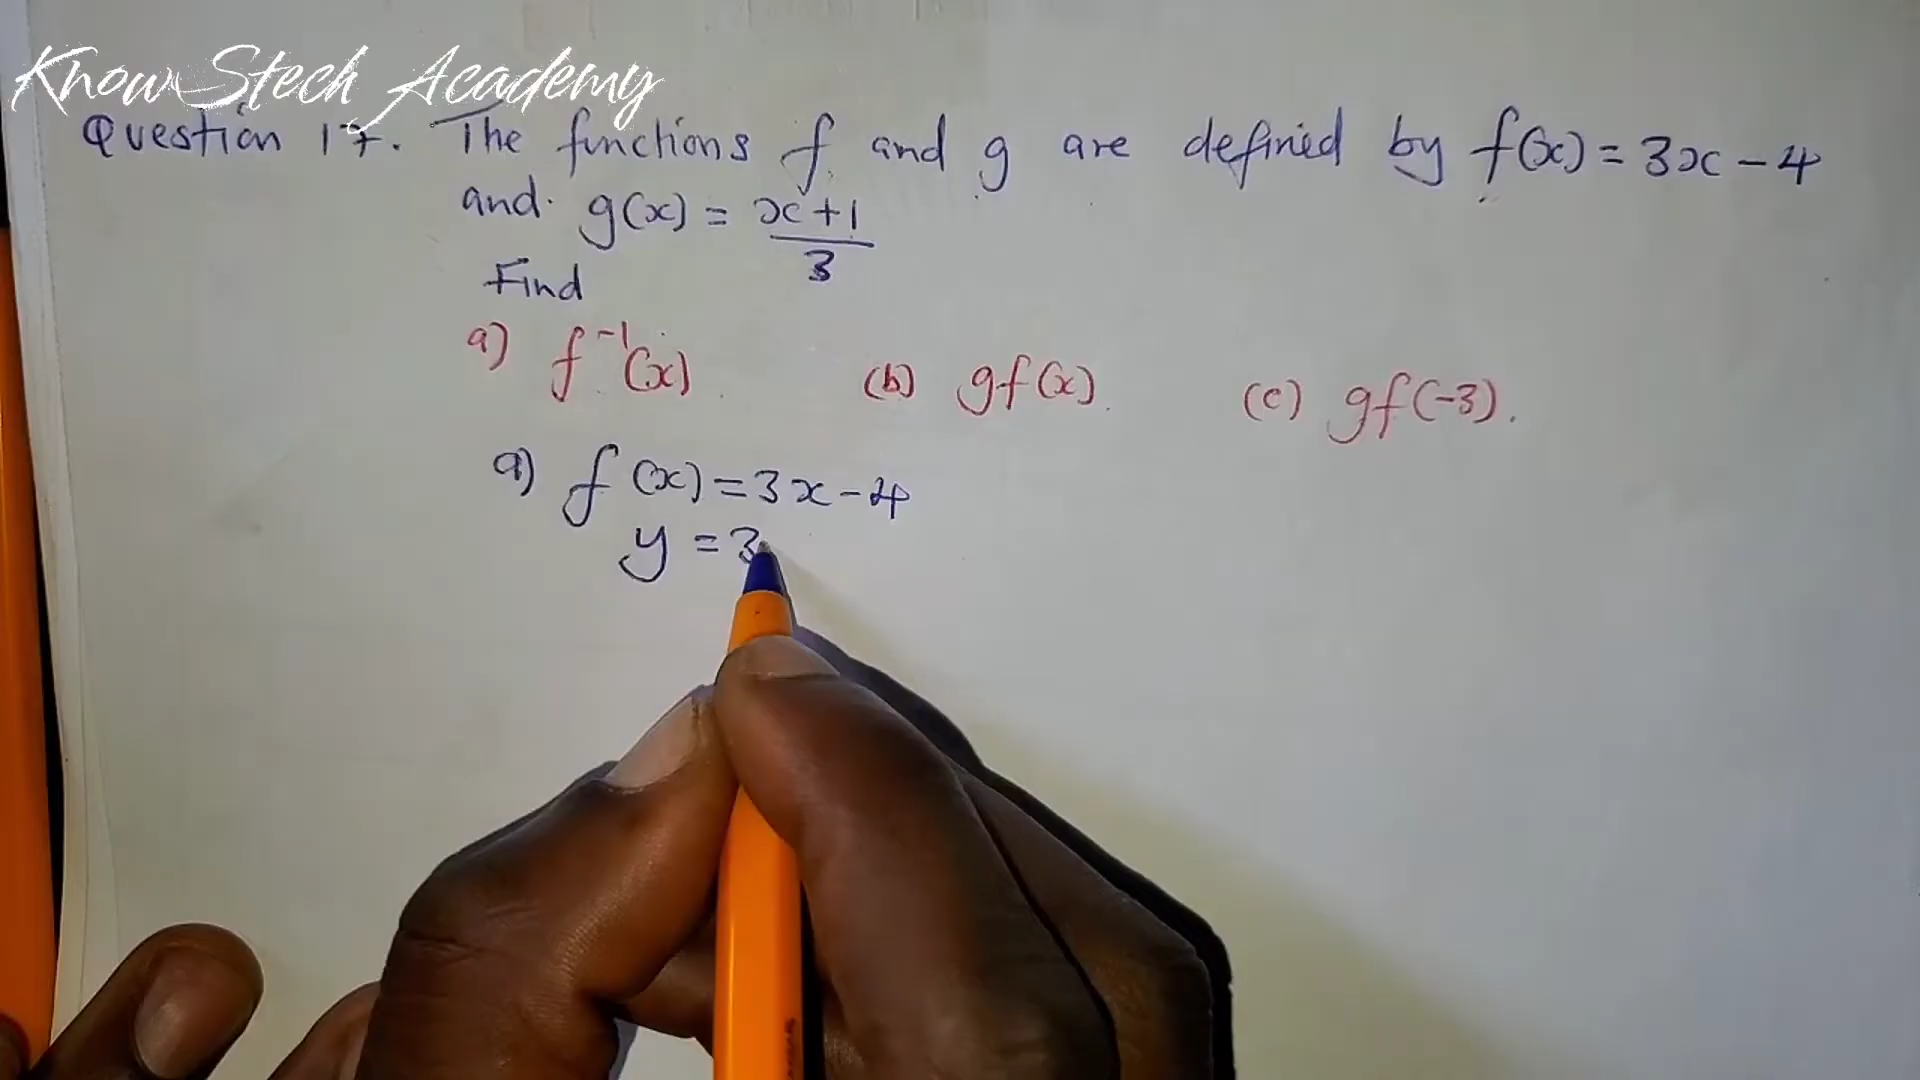 Know Stech Academy
Question 17. The functions f and g are defined by f(x) = 3x - 4
and. g(x) = x+1
3
Find
a) f⁻¹(x). (b) gf(x). (c) gf(-3).
a) f(x) = 3x - 4
y = 3